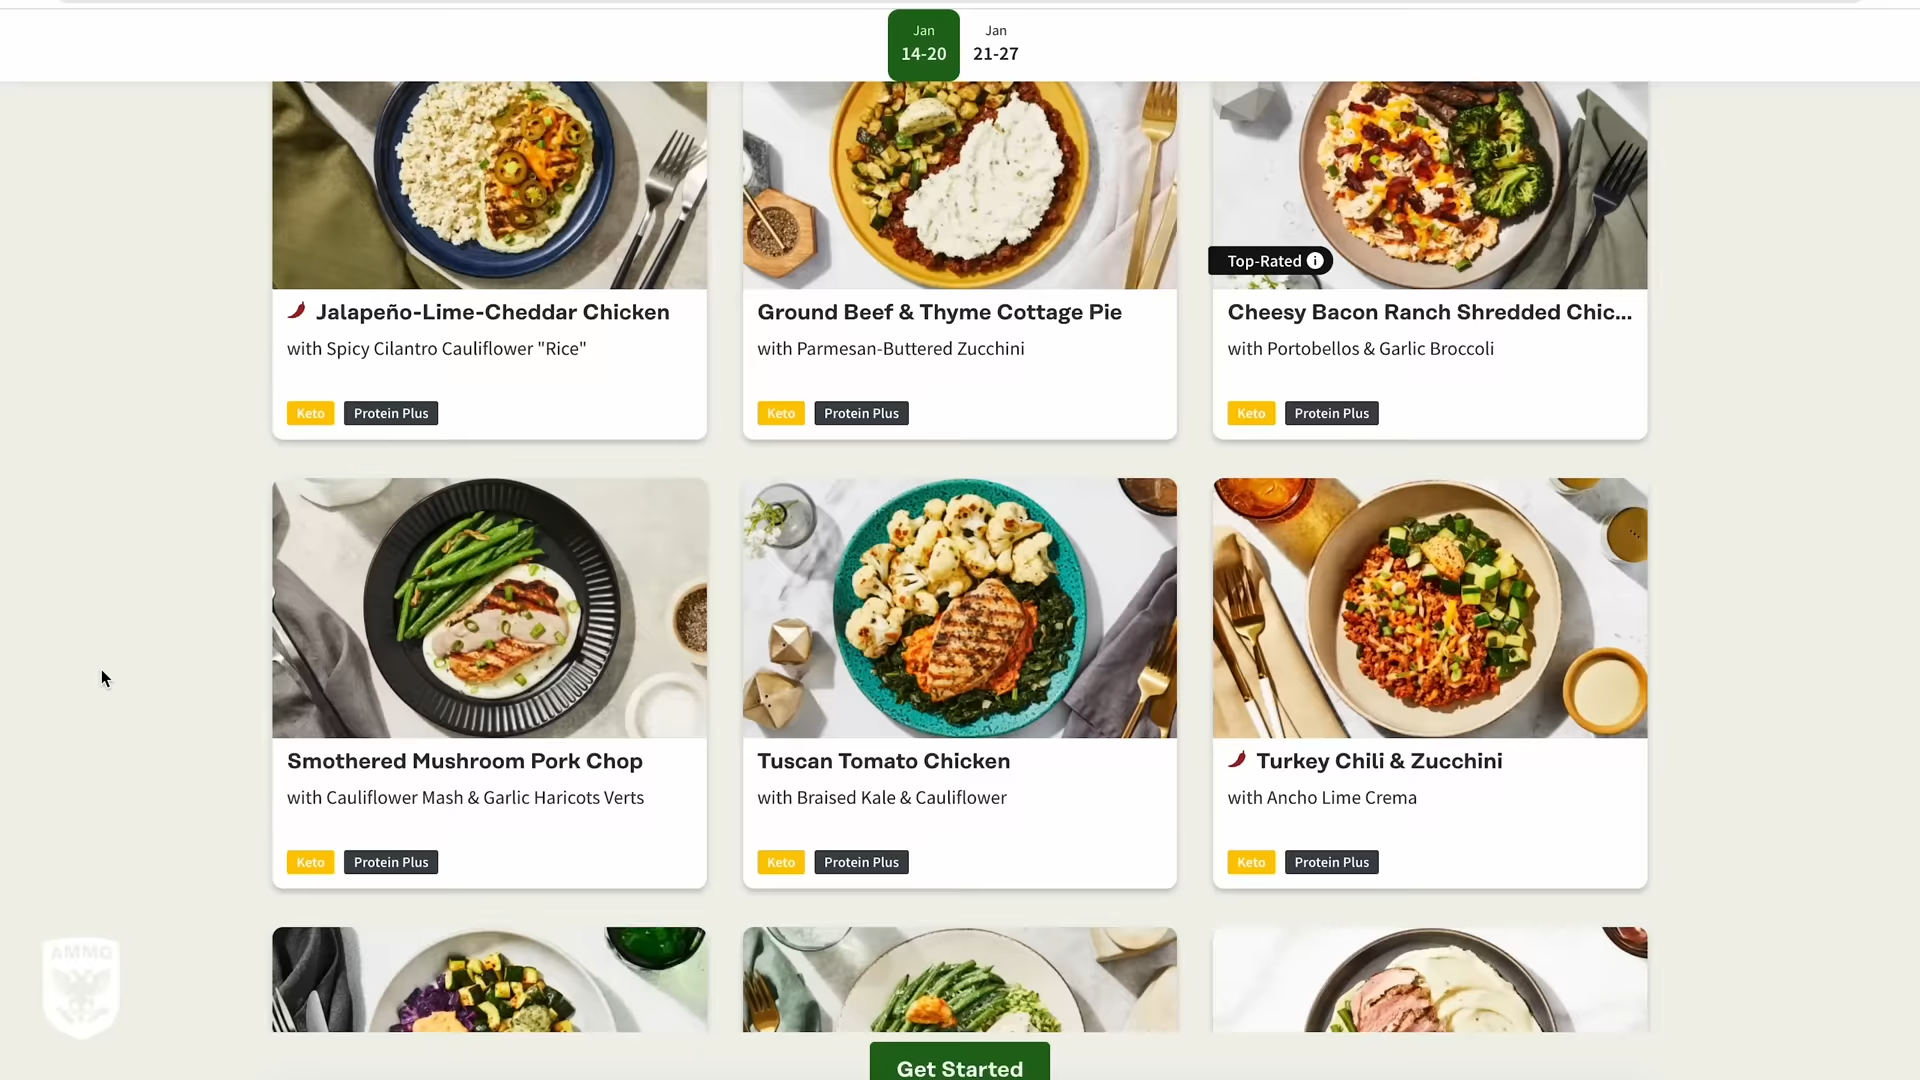 Jan
14-20
Jan
21-27
Top-Rated
Jalapeño-Lime-Cheddar Chicken
with Spicy Cilantro Cauliflower "Rice"
Keto
Protein Plus
Ground Beef & Thyme Cottage Pie
with Parmesan-Buttered Zucchini
Keto
Protein Plus
Cheesy Bacon Ranch Shredded Chic...
with Portobellos & Garlic Broccoli
Keto
Protein Plus
Smothered Mushroom Pork Chop
with Cauliflower Mash & Garlic Haricots Verts
Keto
Protein Plus
Tuscan Tomato Chicken
with Braised Kale & Cauliflower
Keto
Protein Plus
Turkey Chili & Zucchini
with Ancho Lime Crema
Keto
Protein Plus
AMMO
Get Started